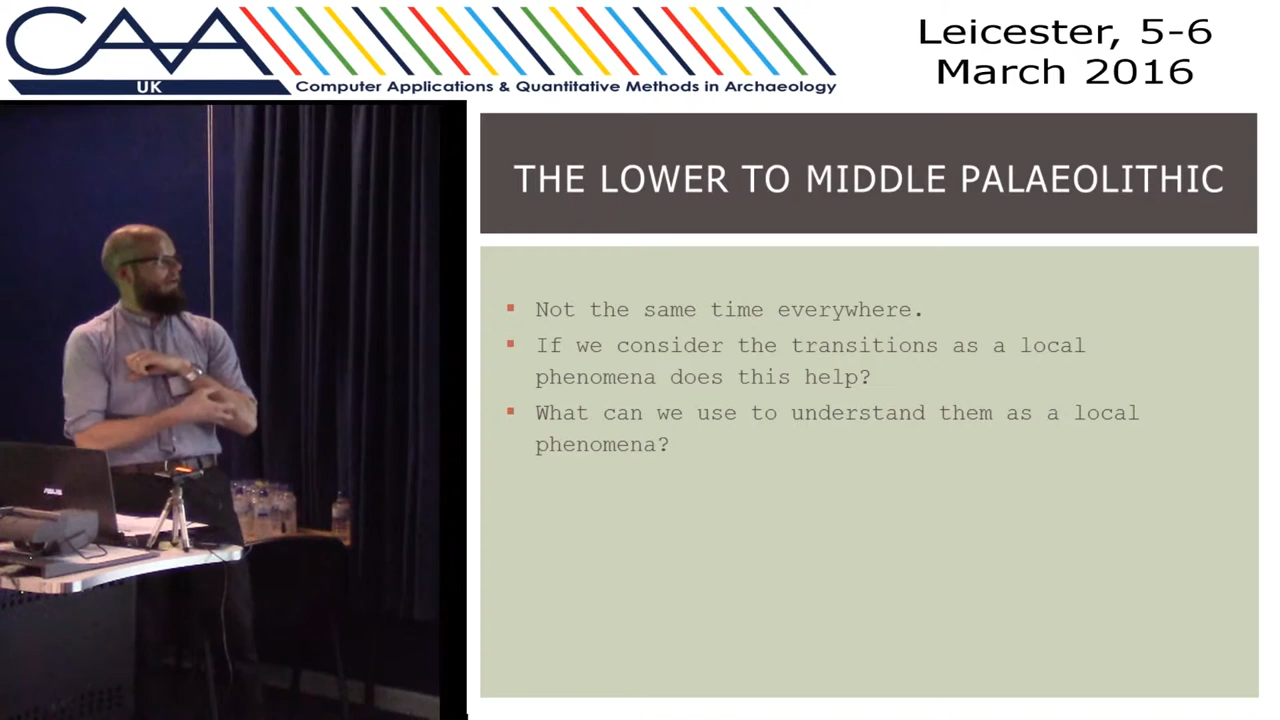 CAA
UK
Computer Applications & Quantitative Methods in Archaeology
Leicester, 5-6
March 2016
THE LOWER TO MIDDLE PALAEOLITHIC
Not the same time everywhere.
If we consider the transitions as a local
phenomena does this help?
What can we use to understand them as a local
phenomena?
ASUS